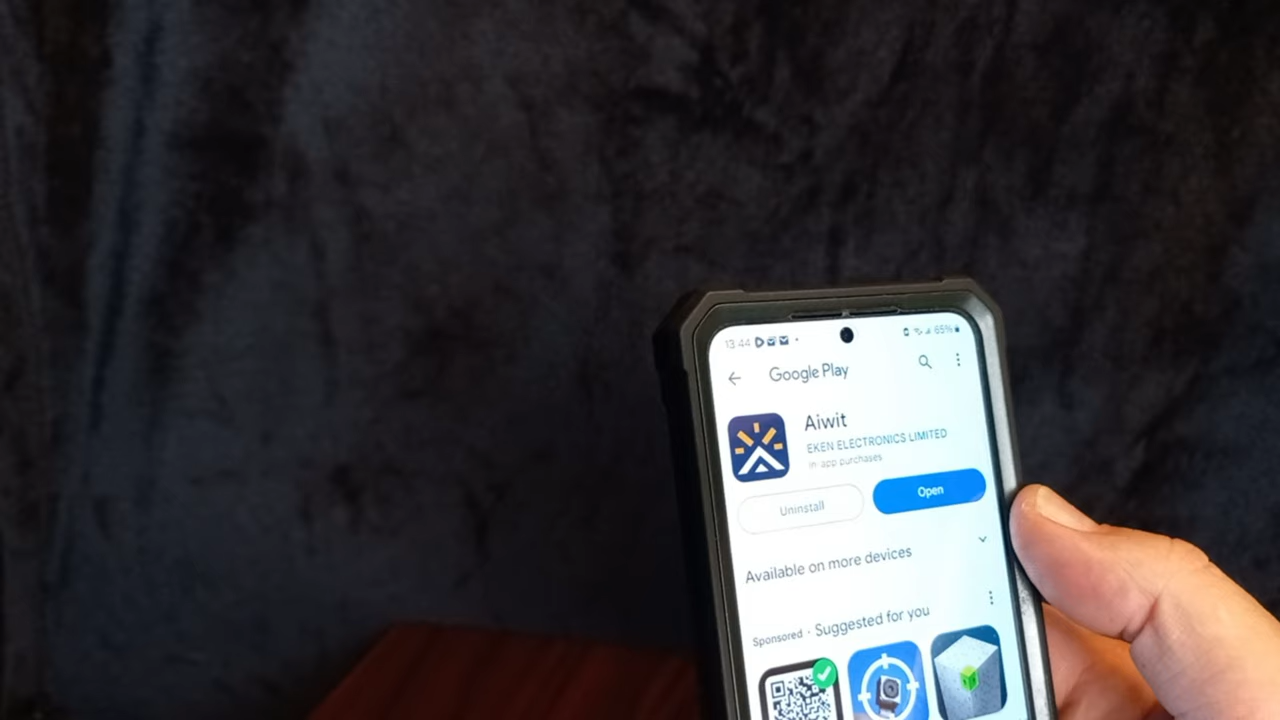 13:44 65%
Google Play
Aiwit
EKEN ELECTRONICS LIMITED
In-app purchases
Uninstall Open
Available on more devices
Sponsored · Suggested for you